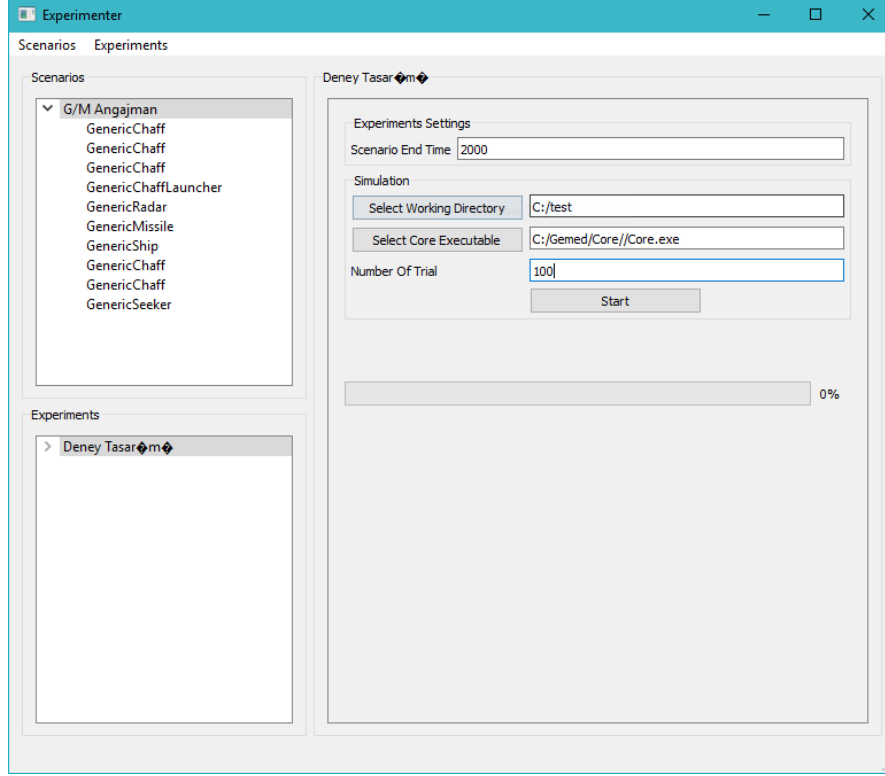 Experimenter
Scenarios Experiments
Scenarios
G/M Angajman
GenericChaff
GenericChaff
GenericChaff
GenericChaffLauncher
GenericRadar
GenericMissile
GenericShip
GenericChaff
GenericChaff
GenericSeeker
Experiments
Deney Tasar�m�
Deney Tasar�m�
Experiments Settings
Scenario End Time 2000
Simulation
Select Working Directory C:/test
Select Core Executable C:/Gemed/Core//Core.exe
Number Of Trial 100
Start
0%